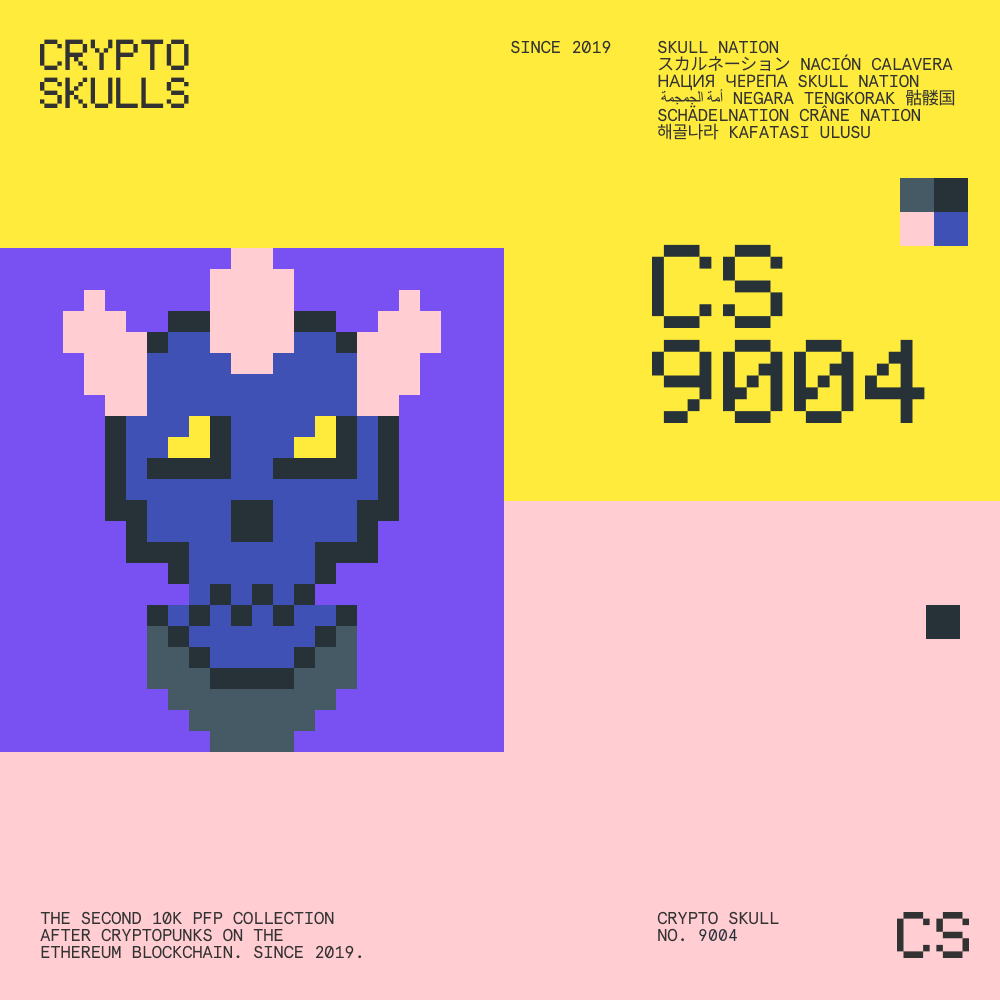 CRYPTO
SKULLS
SINCE 2019
SKULL NATION
スカルネーション NACIÓN CALAVERA
НАЦИЯ ЧЕРЕПА SKULL NATION
أمة الجمجمة NEGARA TENGKORAK 骷髅国
SCHÄDELNATION CRÂNE NATION
해골나라 KAFATASI ULUSU
CS
9004
THE SECOND 10K PFP COLLECTION
AFTER CRYPTOPUNKS ON THE
ETHEREUM BLOCKCHAIN. SINCE 2019.
CRYPTO SKULL
NO. 9004
CS